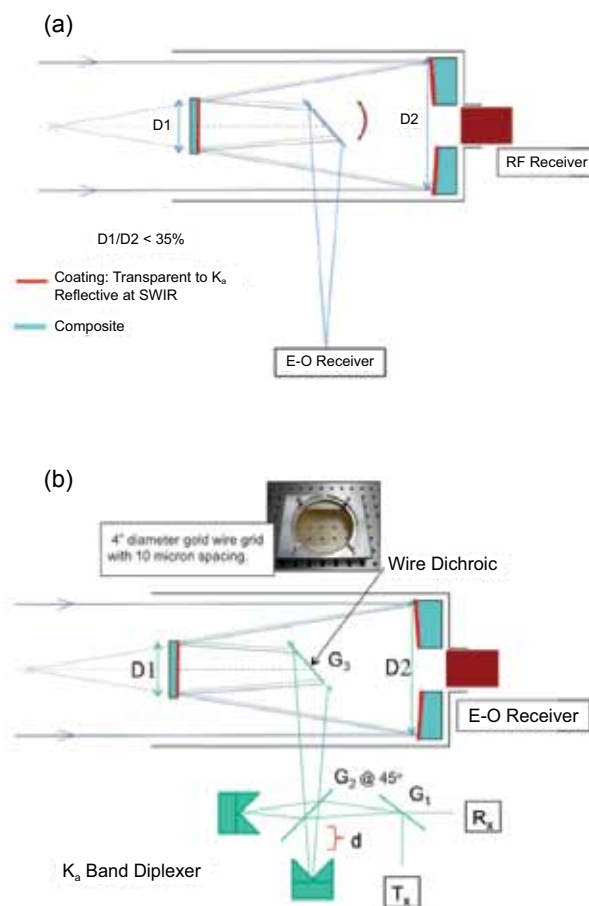 (a)
D1
D2
RF Receiver
D1/D2 < 35%
Coating: Transparent to Ka
Reflective at SWIR
Composite
E-O Receiver
(b)
4" diameter gold wire grid
with 10 micron spacing.
Wire Dichroic
D1
G3
D2
E-O Receiver
G2 @ 45°
G1
d
Rx
Ka Band Diplexer
Tx